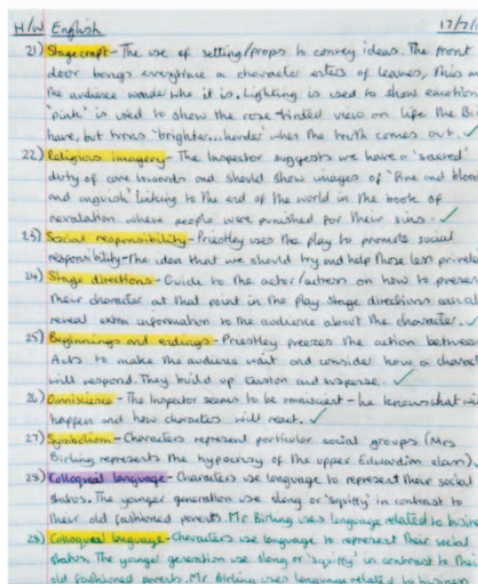 H/W English 17/7/1
21) Stagecraft - The use of setting/props to convey ideas. The front
door bangs everytime a character enters of leaves, this m
the audience wonder who it is. Lighting is used to show emotion
'pink' is used to show the rose tinted view on life the Bir
have, but turns 'brighter...harder' when the truth comes out. ✓
22) Religious imagery - The Inspector suggests we have a 'sacred'
duty of care towards and should show images of 'fire and blood
and anguish' linking to the end of the world in the book of
revalation where people were punished for their sins. ✓
23) Social responsibility - Priestley uses the play to promote social
responsibility - The idea that we should try and help those less privele
24) Stage directions - Guide to the actor/actress on how to presen
their character at that point in the play. Stage directions can al
reveal extra information to the audience about the character. ✓
25) Beginnings and endings - Priestley freezes the action between
Acts to make the audience wait and consider how a charact
will respond. They build up tension and suspense. ✓
26) Omniscience - The Inspector seems to be omniscient - he knows what wi
happen and how characters will react. ✓
27) Symbolism - Characters represent particular social groups (Mrs
Birling represents the hypocrisy of the upper Edwardian class). ✓
28) Colloqueal language - Characters use language to represent their social
status. The younger generation use slang or 'squiffy' in contrast to
their old fashioned parents. Mr Birling uses language related to busine
28) Colloqueal language - Characters use language to represent their social
status. The younger generation use slang or 'squiffy' in contrast to their
old fashioned parents. Mr Birling uses language related to business